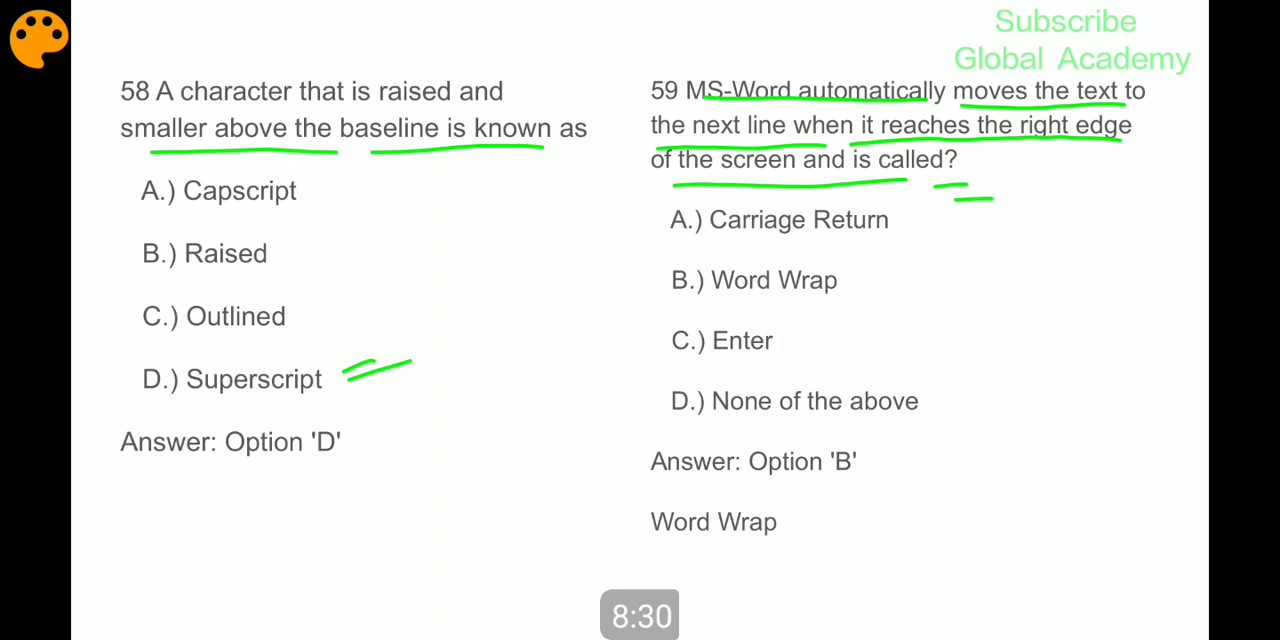 Subscribe
Global Academy
58 A character that is raised and
smaller above the baseline is known as
A.) Capscript
B.) Raised
C.) Outlined
D.) Superscript
Answer: Option 'D'
59 MS-Word automatically moves the text to
the next line when it reaches the right edge
of the screen and is called?
A.) Carriage Return
B.) Word Wrap
C.) Enter
D.) None of the above
Answer: Option 'B'
Word Wrap
8:30